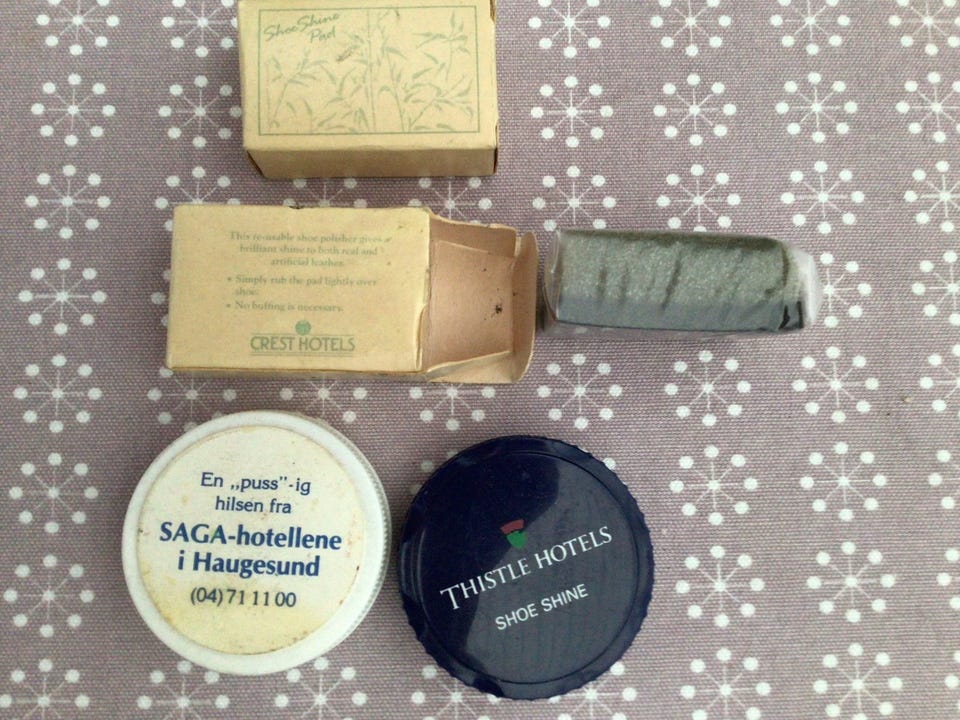 Shoe Shine
Pad
This re-usable shoe polisher gives a
brilliant shine to both real and
artificial leather.
• Simply rub the pad lightly over
shoe.
• No buffing is necessary.
CREST HOTELS
En „puss"-ig
hilsen fra
SAGA-hotellene
i Haugesund
(04) 71 11 00
THISTLE HOTELS
SHOE SHINE